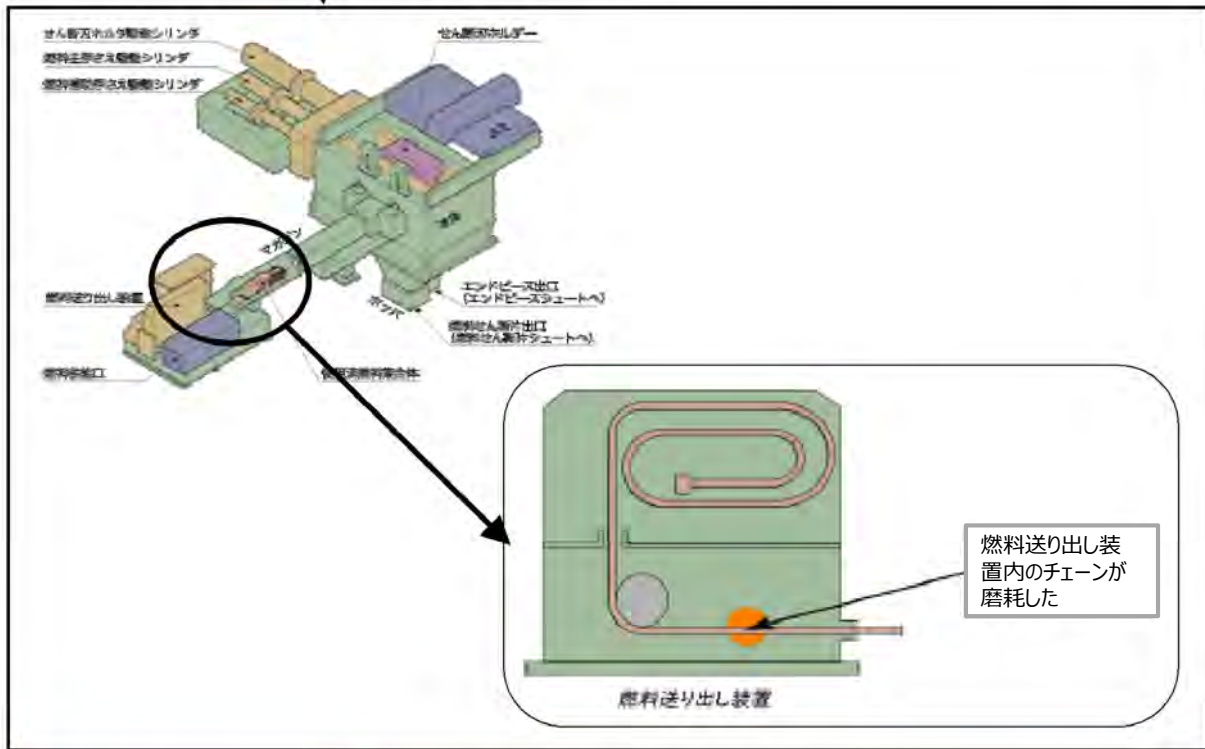 せん断刃ホルダ駆動シリンダ
燃料主押さえ駆動シリンダ
燃料補助押さえ駆動シリンダ
せん断刃ホルダー
マガジン
燃料送り出し装置
エンドピース出口
(エンドピースシュートへ)
ホッパ
燃料せん断片出口
(燃料せん断片シュートへ)
使用済燃料集合体
燃料送り出し装
置内のチェーンが
磨耗した
燃料送り出し装置